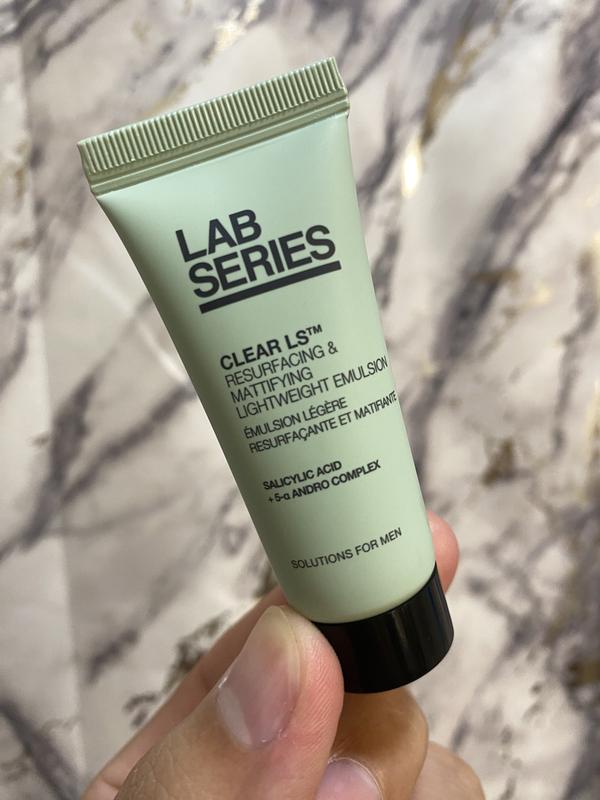 LAB
SERIES
CLEAR LS™
RESURFACING &
MATTIFYING
LIGHTWEIGHT EMULSION
ÉMULSION LÉGÈRE
RESURFAÇANTE ET MATIFIANTE
SALICYLIC ACID
+ 5-α ANDRO COMPLEX
SOLUTIONS FOR MEN